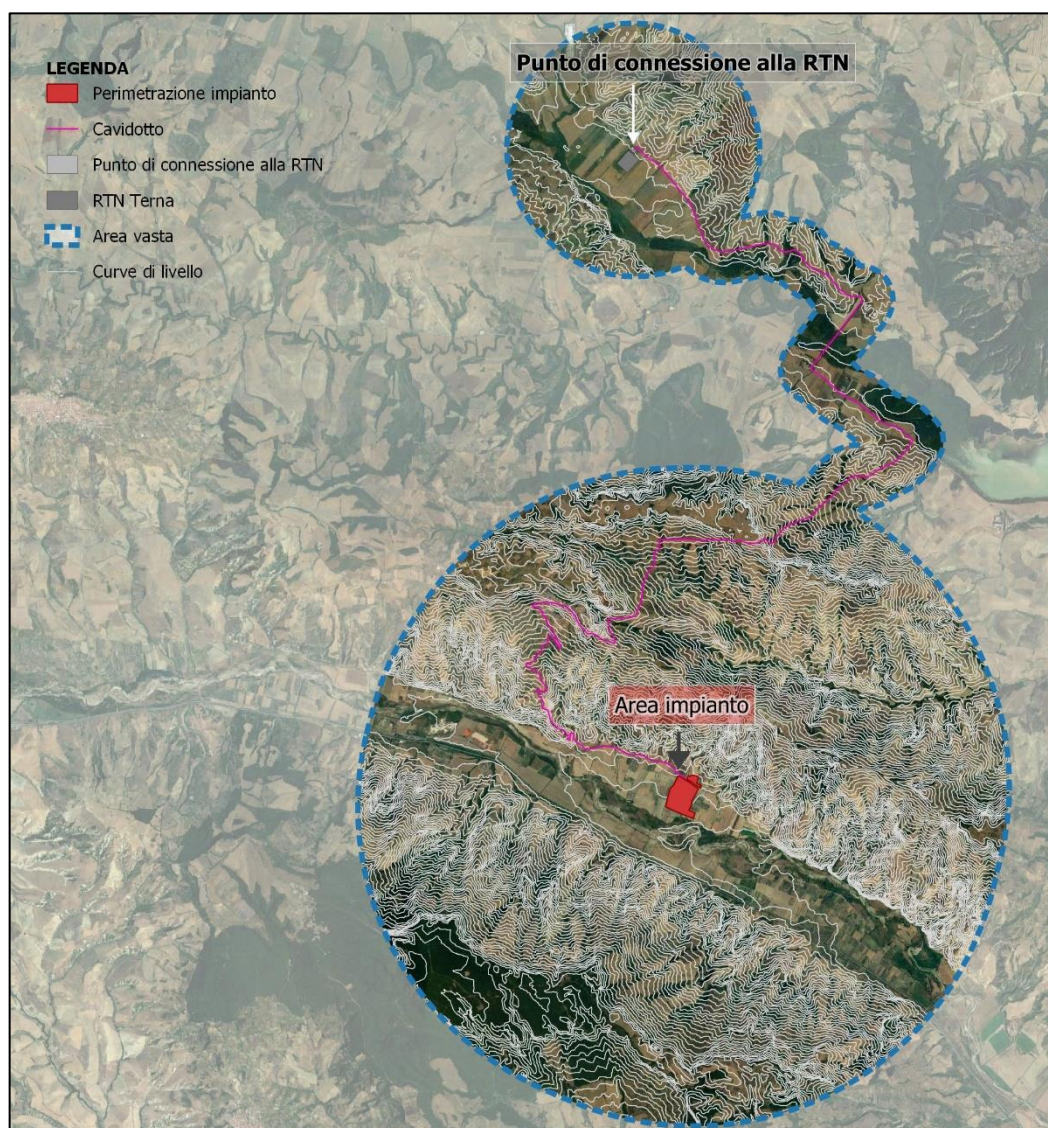 Punto di connessione alla RTN
LEGENDA
Perimetrazione impianto
Cavidotto
Punto di connessione alla RTN
RTN Terna
Area vasta
Curve di livello
Area impianto